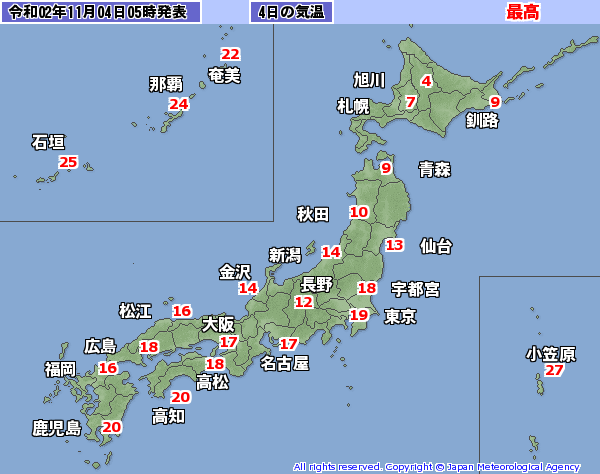 令和02年11月04日05時発表
4日の気温
最高
22
奄美
那覇
24
石垣
25
旭川
4
7
札幌
9
釧路
9
青森
秋田
10
13
仙台
新潟
14
金沢
14
長野
12
18
宇都宮
19
東京
松江
16
大阪
17
17
名古屋
広島
18
福岡
16
18
高松
20
高知
鹿児島
20
小笠原
27
All rights reserved. Copyright © Japan Meteorological Agency